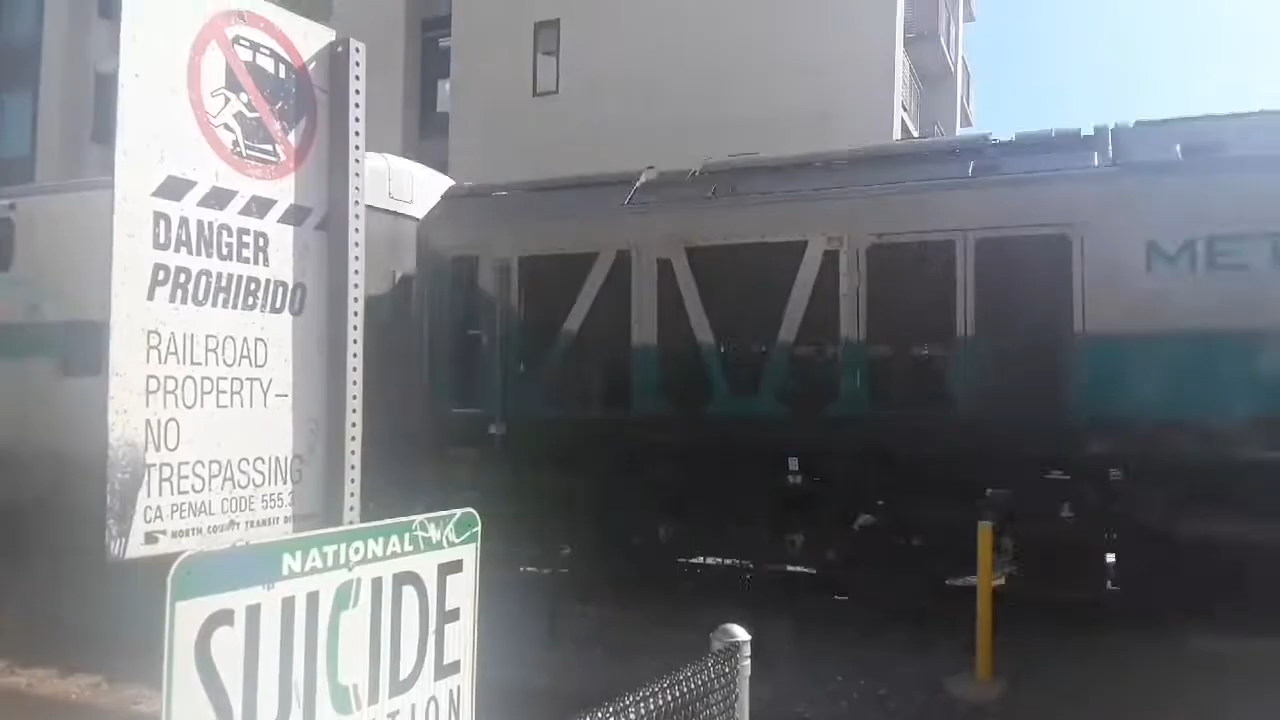 DANGER
PROHIBIDO
RAILROAD
PROPERTY–
NO
TRESPASSING
CA PENAL CODE 555.3
NORTH COUNTY TRANSIT
NATIONAL
SUICIDE
MET